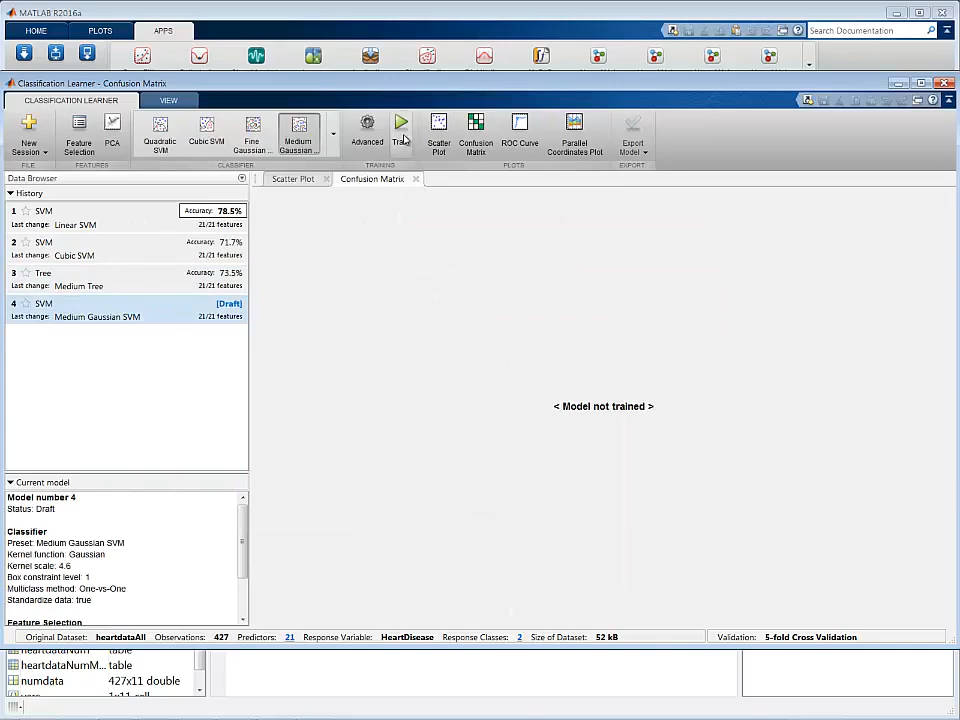 MATLAB R2016a
HOME PLOTS APPS
Search Documentation
Classification Learner - Confusion Matrix
CLASSIFICATION LEARNER VIEW
New Session
Feature Selection
PCA
Quadratic SVM
Cubic SVM
Fine Gaussian ...
Medium Gaussian ...
Advanced
Train
Scatter Plot
Confusion Matrix
ROC Curve
Parallel Coordinates Plot
Export Model
FILE FEATURES CLASSIFIER TRAINING PLOTS EXPORT
Data Browser
Scatter Plot Confusion Matrix
History
1 SVM Accuracy: 78.5%
Last change: Linear SVM 21/21 features
2 SVM Accuracy: 71.7%
Last change: Cubic SVM 21/21 features
3 Tree Accuracy: 73.5%
Last change: Medium Tree 21/21 features
4 SVM [Draft]
Last change: Medium Gaussian SVM 21/21 features
< Model not trained >
Current model
Model number 4
Status: Draft
Classifier
Preset: Medium Gaussian SVM
Kernel function: Gaussian
Kernel scale: 4.6
Box constraint level: 1
Multiclass method: One-vs-One
Standardize data: true
Feature Selection
Original Dataset: heartdataAll Observations: 427 Predictors: 21 Response Variable: HeartDisease Response Classes: 2 Size of Dataset: 52 kB Validation: 5-fold Cross Validation
heartdataNum table
heartdataNumM... table
numdata 427x11 double
1x11 cell